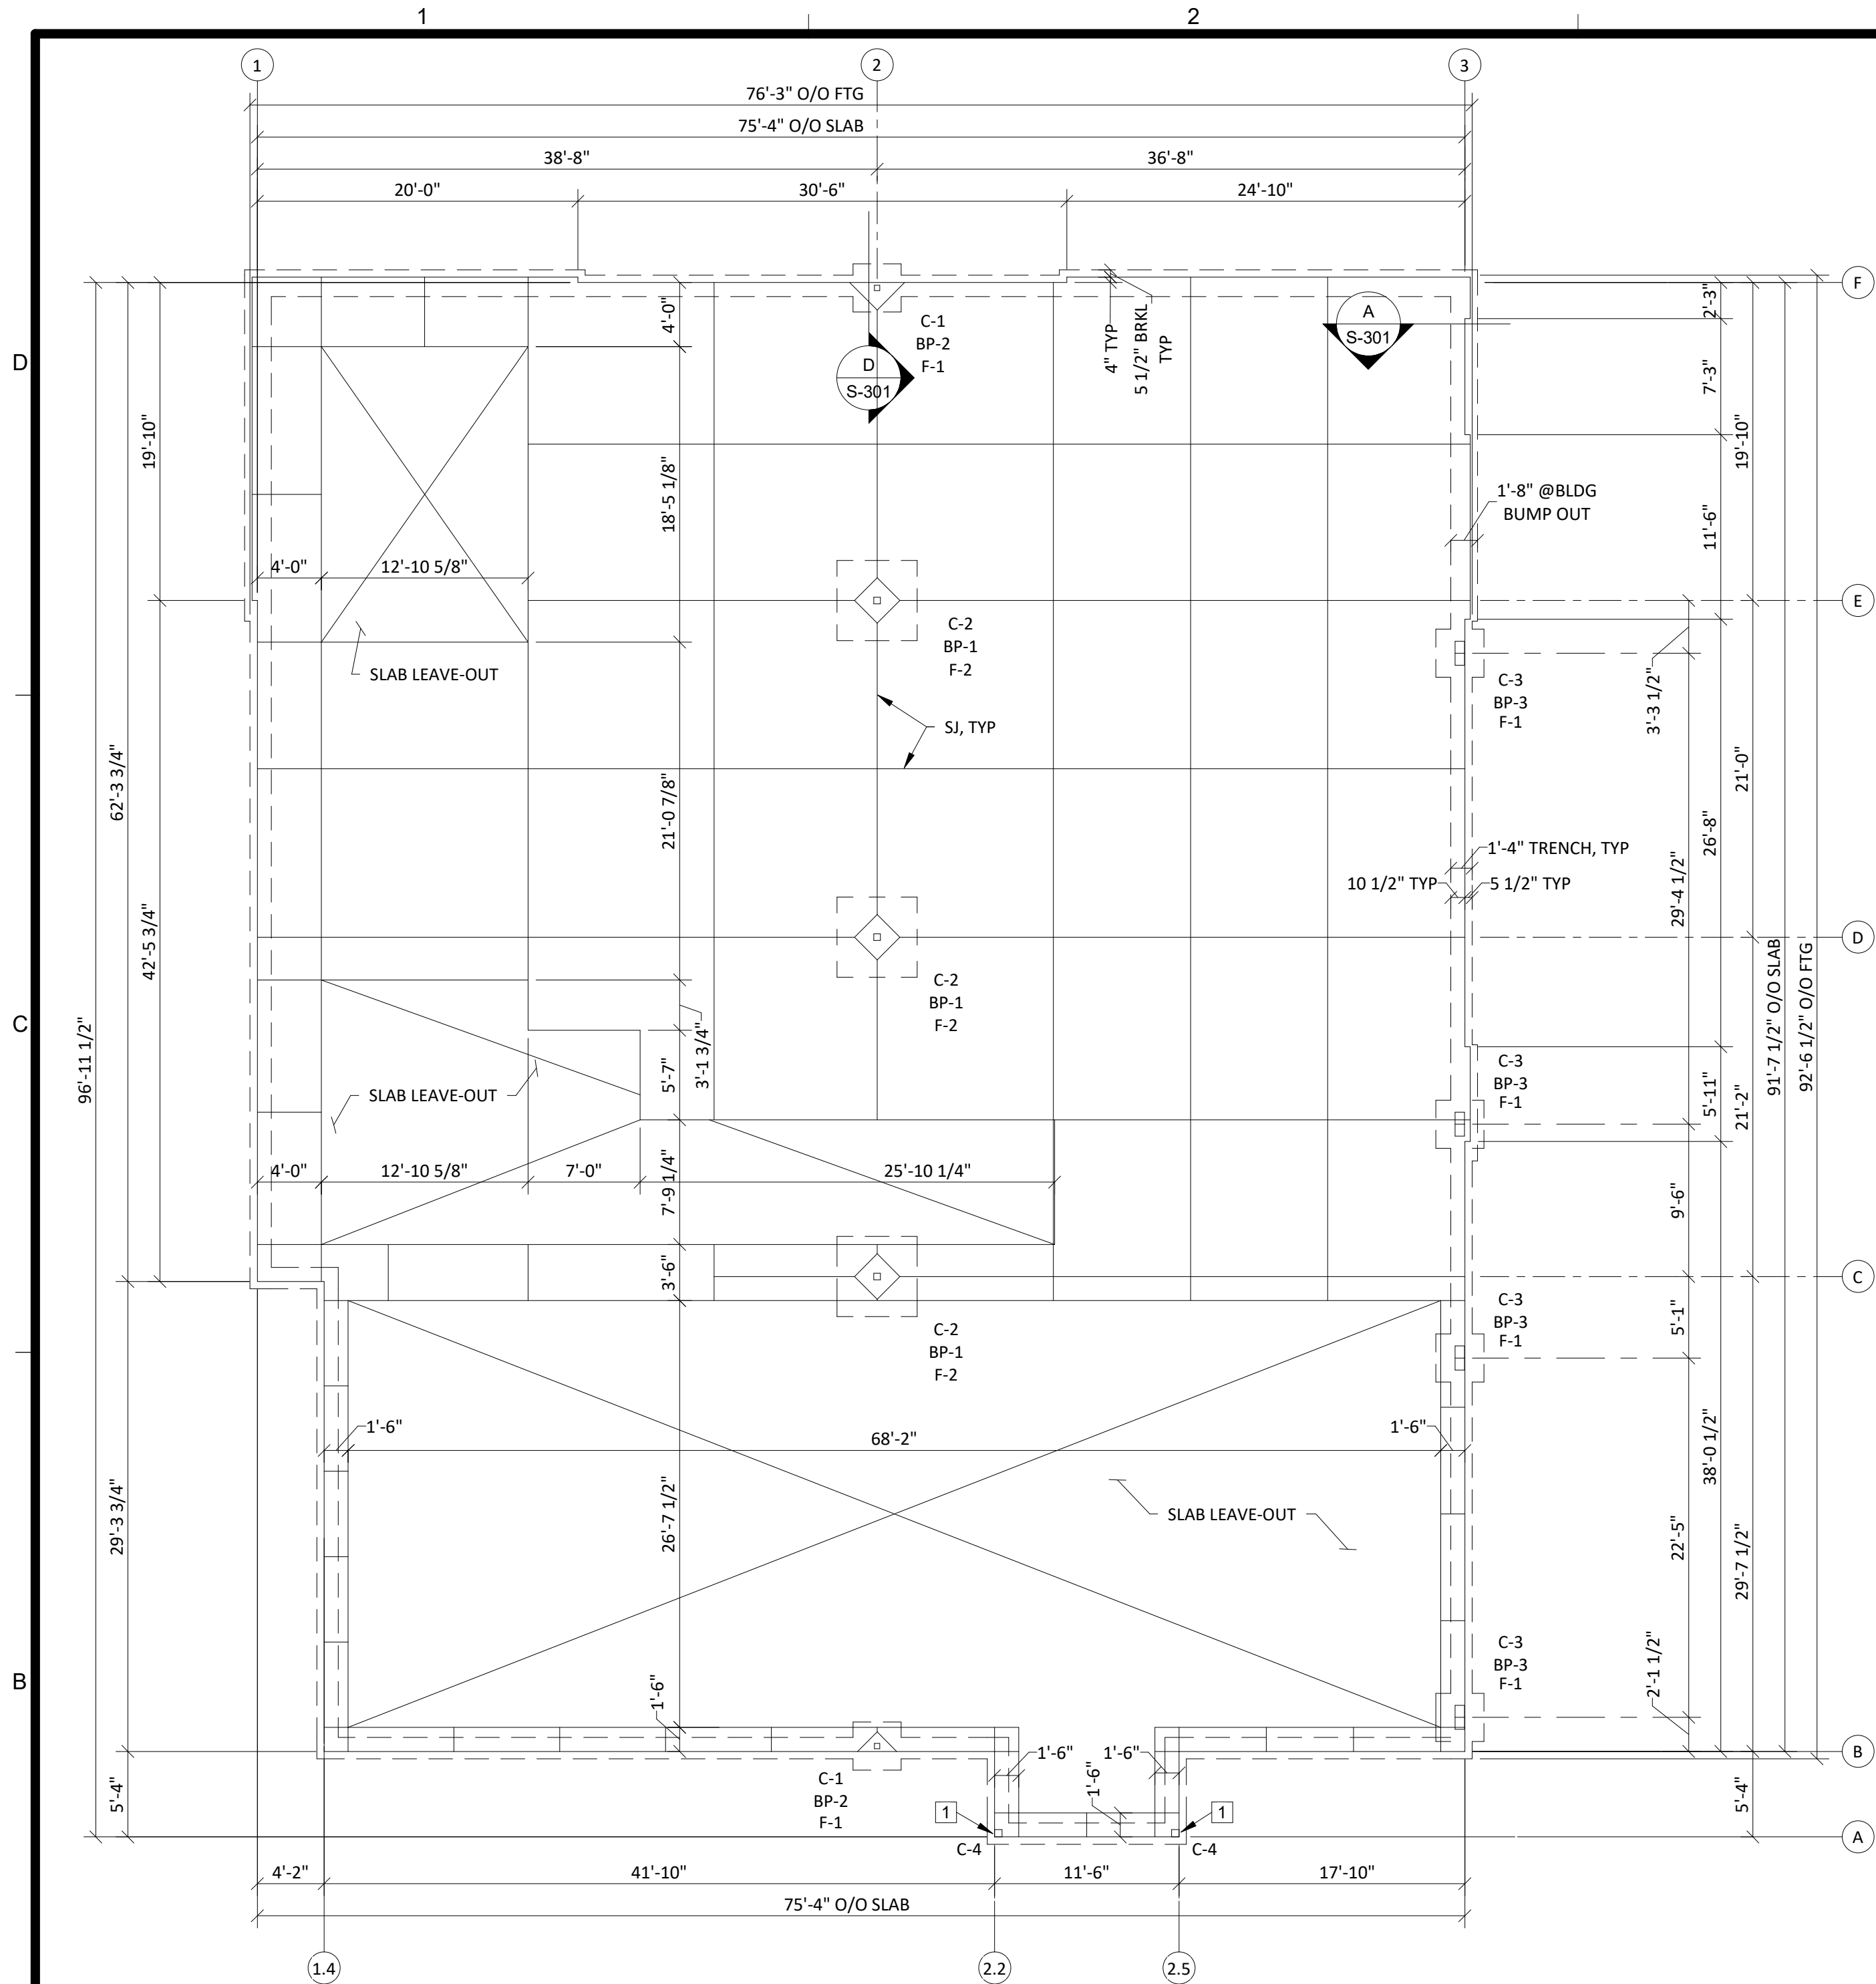 1
2
1
2
3
76'-3" O/O FTG
75'-4" O/O SLAB
38'-8"
36'-8"
20'-0"
30'-6"
24'-10"
F
D
C-1
BP-2
F-1
D
S-301
A
S-301
4" TYP
5 1/2" BRKL
TYP
4'-0"
2'-3"
7'-3"
19'-10"
19'-10"
18'-5 1/8"
1'-8" @BLDG
BUMP OUT
11'-6"
4'-0"
12'-10 5/8"
E
C-2
BP-1
F-2
SLAB LEAVE-OUT
C-3
BP-3
F-1
3'-3 1/2"
SJ, TYP
62'-3 3/4"
21'-0 7/8"
21'-0"
26'-8"
1'-4" TRENCH, TYP
10 1/2" TYP
5 1/2" TYP
29'-4 1/2"
42'-5 3/4"
D
91'-7 1/2" O/O SLAB
92'-6 1/2" O/O FTG
C-2
BP-1
F-2
C
96'-11 1/2"
3'-1 3/4"
5'-7"
SLAB LEAVE-OUT
C-3
BP-3
F-1
5'-11"
21'-2"
4'-0"
12'-10 5/8"
7'-0"
25'-10 1/4"
7'-9 1/4"
9'-6"
3'-6"
C
C-2
BP-1
F-2
C-3
BP-3
F-1
5'-1"
1'-6"
68'-2"
1'-6"
29'-3 3/4"
26'-7 1/2"
SLAB LEAVE-OUT
38'-0 1/2"
22'-5"
29'-7 1/2"
B
C-3
BP-3
F-1
2'-1 1/2"
1'-6"
B
1'-6"
1'-6"
1'-6"
C-1
BP-2
F-1
5'-4"
5'-4"
1
1
A
C-4
C-4
4'-2"
41'-10"
11'-6"
17'-10"
75'-4" O/O SLAB
1.4
2.2
2.5